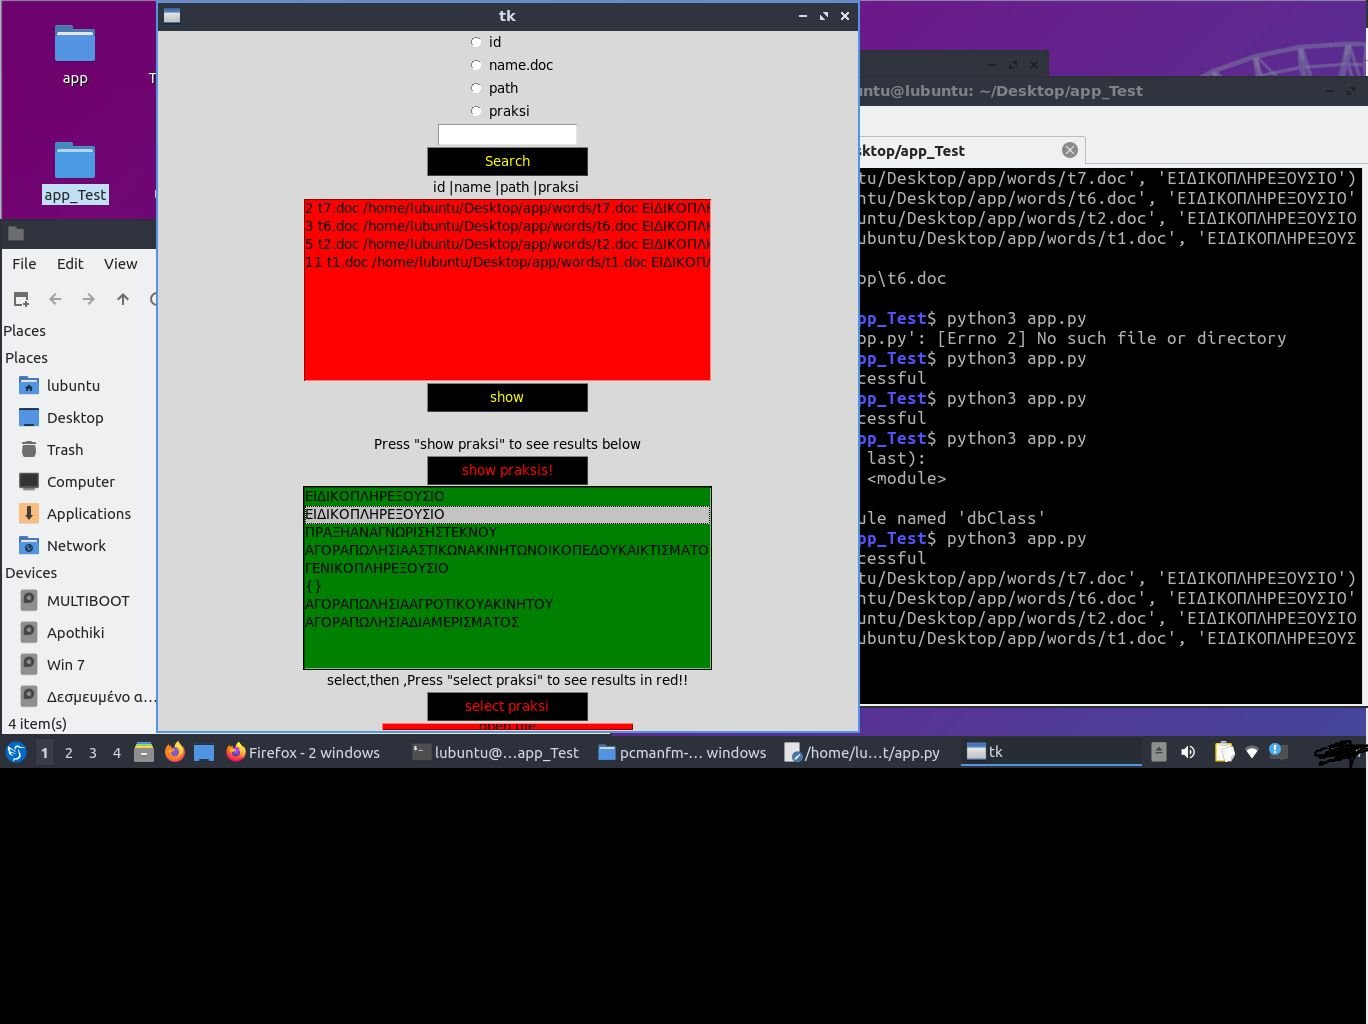 app
T
app_Test
File Edit View
Places
Places
lubuntu
Desktop
Trash
Computer
Applications
Network
Devices
MULTIBOOT
Apothiki
Win 7
Δεσμευμένο α…
4 item(s)
tk
id
name.doc
path
praksi
Search
id |name |path |praksi
2 t7.doc /home/lubuntu/Desktop/app/words/t7.doc ΕΙΔΙΚΟΠΛΗ
3 t6.doc /home/lubuntu/Desktop/app/words/t6.doc ΕΙΔΙΚΟΠΛΗ
5 t2.doc /home/lubuntu/Desktop/app/words/t2.doc ΕΙΔΙΚΟΠΛΗ
11 t1.doc /home/lubuntu/Desktop/app/words/t1.doc ΕΙΔΙΚΟΠΛ
show
Press "show praksi" to see results below
show praksis!
ΕΙΔΙΚΟΠΛΗΡΕΞΟΥΣΙΟ
ΕΙΔΙΚΟΠΛΗΡΕΞΟΥΣΙΟ
ΠΡΑΞΗΑΝΑΓΝΩΡΙΣΗΣΤΕΚΝΟΥ
ΑΓΟΡΑΠΩΛΗΣΙΑΑΣΤΙΚΩΝΑΚΙΝΗΤΩΝΟΙΚΟΠΕΔΟΥΚΑΙΚΤΙΣΜΑΤΟ
ΓΕΝΙΚΟΠΛΗΡΕΞΟΥΣΙΟ
{}
ΑΓΟΡΑΠΩΛΗΣΙΑΑΓΡΟΤΙΚΟΥΑΚΙΝΗΤΟΥ
ΑΓΟΡΑΠΩΛΗΣΙΑΔΙΑΜΕΡΙΣΜΑΤΟΣ
select,then ,Press "select praksi" to see results in red!!
select praksi
open file
untu@lubuntu: ~/Desktop/app_Test
sktop/app_Test
tu/Desktop/app/words/t7.doc', 'ΕΙΔΙΚΟΠΛΗΡΕΞΟΥΣΙΟ')
ntu/Desktop/app/words/t6.doc', 'ΕΙΔΙΚΟΠΛΗΡΕΞΟΥΣΙΟ'
untu/Desktop/app/words/t2.doc', 'ΕΙΔΙΚΟΠΛΗΡΕΞΟΥΣΙΟ
ubuntu/Desktop/app/words/t1.doc', 'ΕΙΔΙΚΟΠΛΗΡΕΞΟΥΣ
op\t6.doc
pp_Test$ python3 app.py
pp.py': [Errno 2] No such file or directory
pp_Test$ python3 app.py
cessful
pp_Test$ python3 app.py
cessful
pp_Test$ python3 app.py
last):
<module>
ule named 'dbClass'
pp_Test$ python3 app.py
cessful
tu/Desktop/app/words/t7.doc', 'ΕΙΔΙΚΟΠΛΗΡΕΞΟΥΣΙΟ')
ntu/Desktop/app/words/t6.doc', 'ΕΙΔΙΚΟΠΛΗΡΕΞΟΥΣΙΟ'
untu/Desktop/app/words/t2.doc', 'ΕΙΔΙΚΟΠΛΗΡΕΞΟΥΣΙΟ
ubuntu/Desktop/app/words/t1.doc', 'ΕΙΔΙΚΟΠΛΗΡΕΞΟΥΣ
1 2 3 4 Firefox - 2 windows lubuntu@…app_Test pcmanfm-… windows /home/lu…t/app.py tk